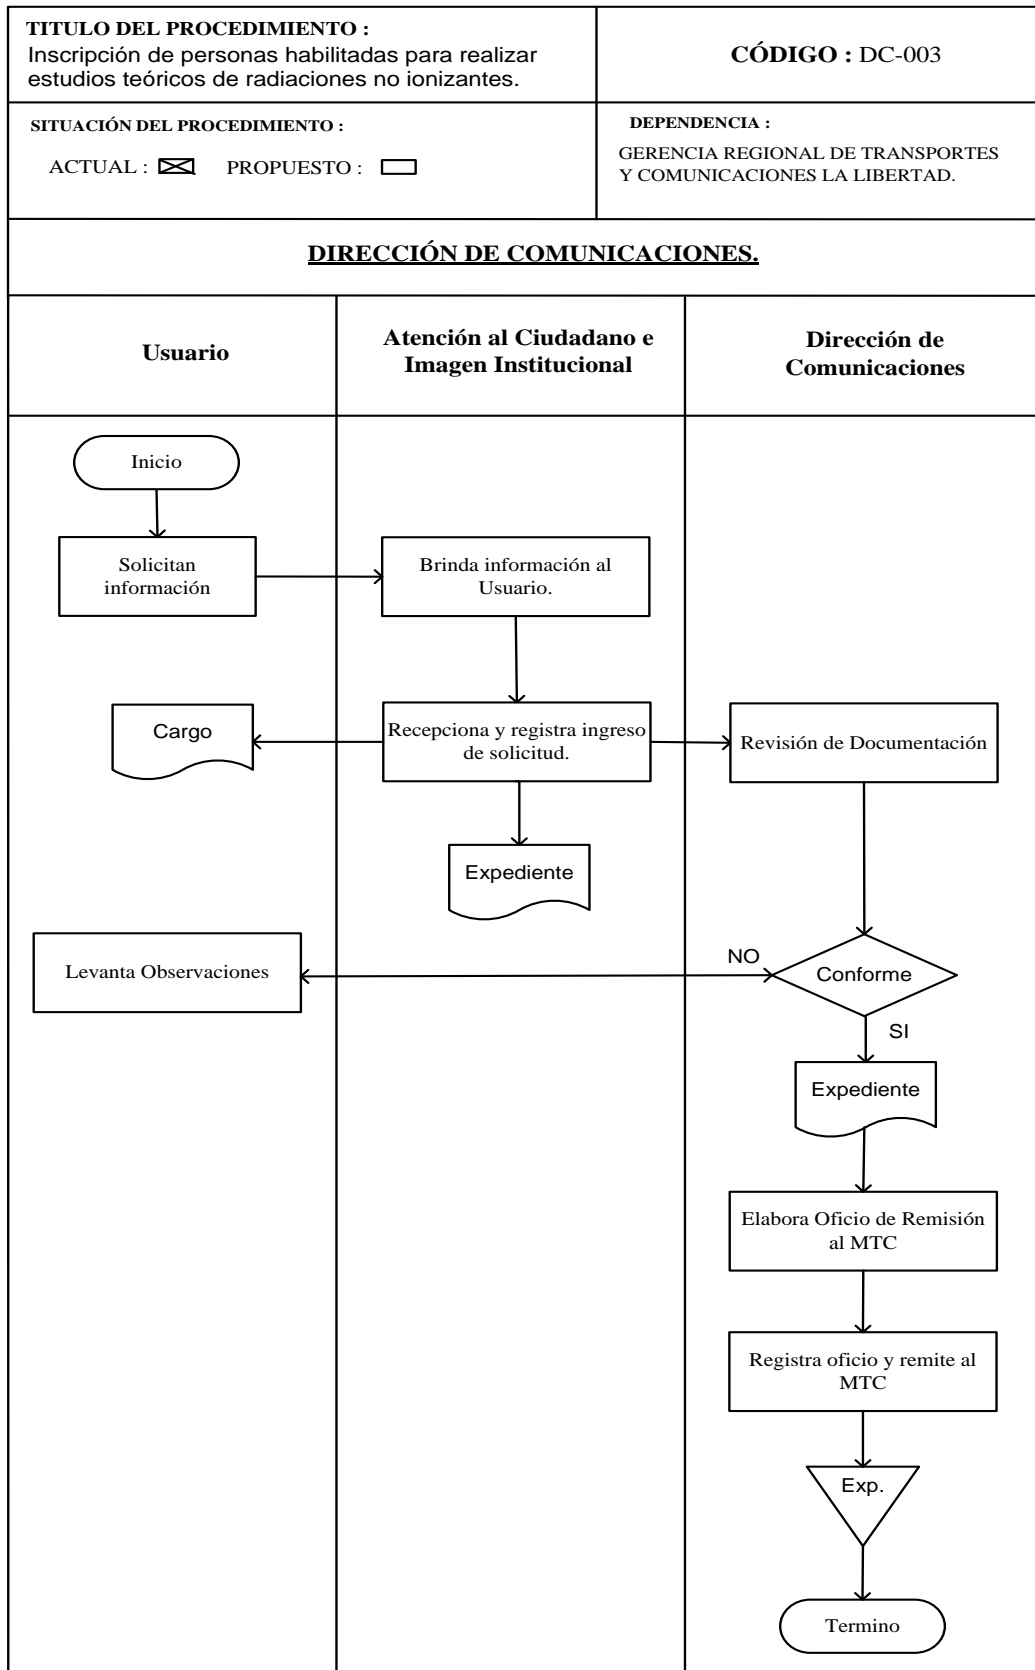 TITULO DEL PROCEDIMIENTO :
Inscripción de personas habilitadas para realizar
estudios teóricos de radiaciones no ionizantes.
CÓDIGO : DC-003
SITUACIÓN DEL PROCEDIMIENTO :
ACTUAL : PROPUESTO :
DEPENDENCIA :
GERENCIA REGIONAL DE TRANSPORTES
Y COMUNICACIONES LA LIBERTAD.
DIRECCIÓN DE COMUNICACIONES.
Usuario
Atención al Ciudadano e
Imagen Institucional
Dirección de
Comunicaciones
Inicio
Solicitan
información
Brinda información al
Usuario.
Cargo
Recepciona y registra ingreso
de solicitud.
Revisión de Documentación
Expediente
Levanta Observaciones
NO
Conforme
SI
Expediente
Elabora Oficio de Remisión
al MTC
Registra oficio y remite al
MTC
Exp.
Termino